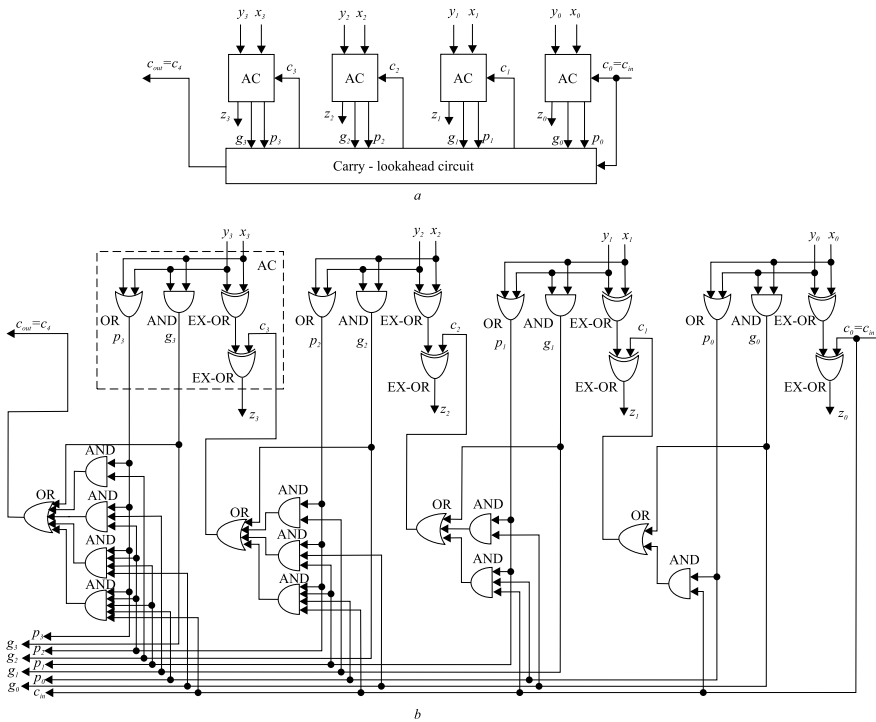 y3 x3 y2 x2 y1 x1 y0 x0
cout=c4 AC c3 AC c2 AC c1 AC c0=cin
z3 z2 z1 z0
g3 p3 g2 p2 g1 p1 g0 p0
Carry - lookahead circuit
a
y3 x3 y2 x2 y1 x1 y0 x0
AC
OR AND EX-OR OR AND EX-OR OR AND EX-OR OR AND EX-OR
cout=c4 p3 g3 c3 p2 g2 c2 p1 g1 c1 p0 g0 c0=cin
EX-OR EX-OR EX-OR EX-OR
z3 z2 z1 z0
AND
OR AND OR AND OR AND OR
AND AND AND AND
AND AND
p3
g3 p2
g2 p1
g1 p0
g0 cin
b